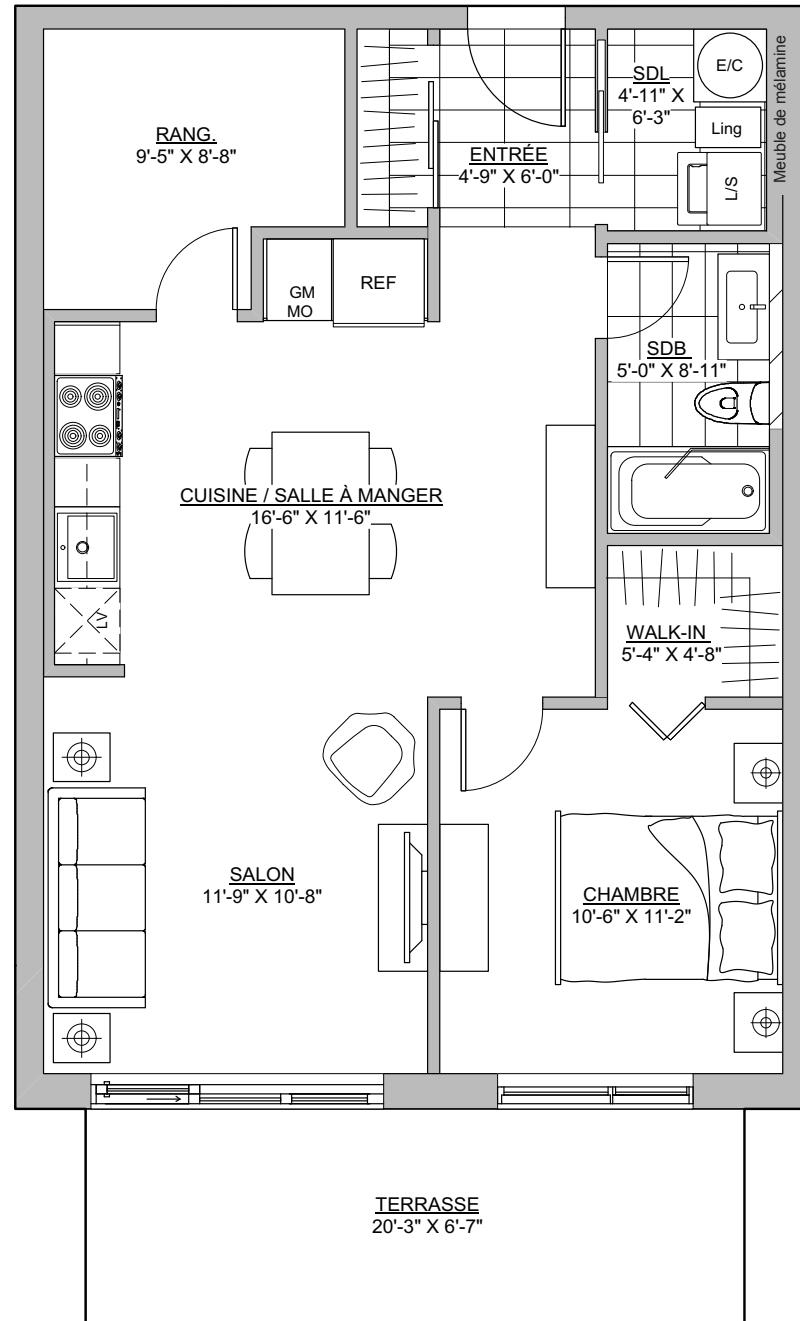 RANG.
9'-5" X 8'-8"
ENTRÉE
4'-9" X 6'-0"
SDL
4'-11" X
6'-3"
E/C
Ling
L/S
Meuble de mélamine
GM
MO
REF
SDB
5'-0" X 8'-11"
CUISINE / SALLE À MANGER
16'-6" X 11'-6"
LV
WALK-IN
5'-4" X 4'-8"
SALON
11'-9" X 10'-8"
CHAMBRE
10'-6" X 11'-2"
TERRASSE
20'-3" X 6'-7"